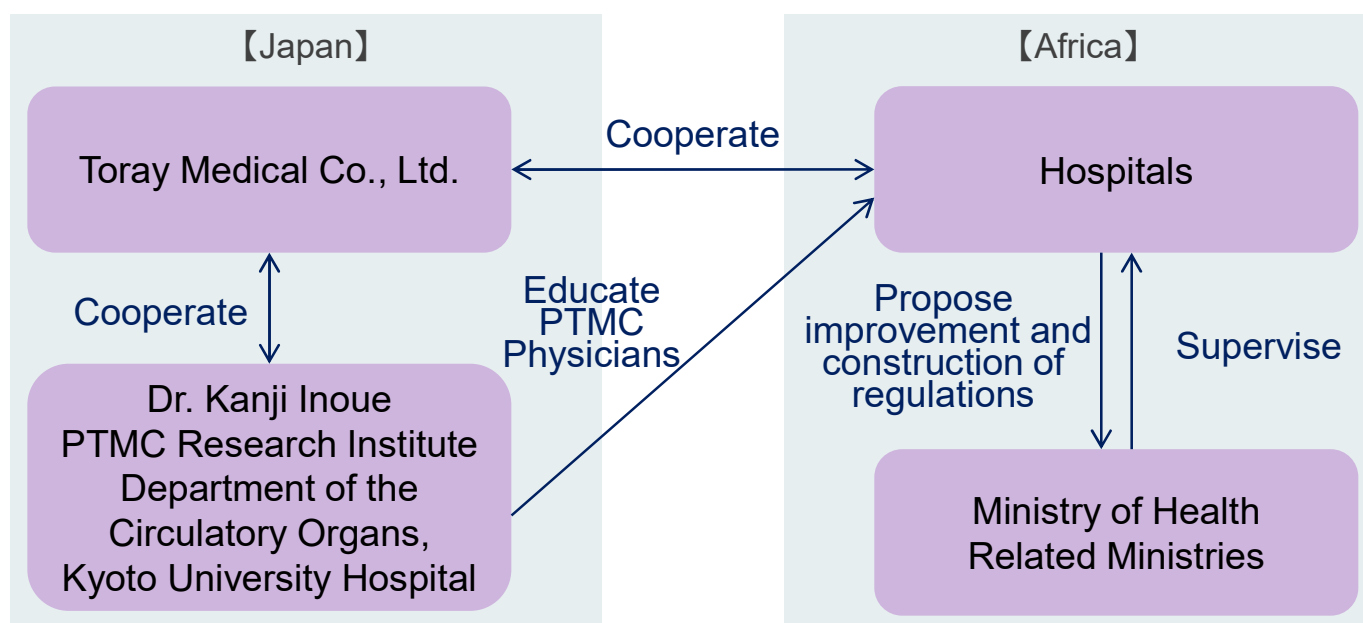 【Japan】
Toray Medical Co., Ltd.
Cooperate
Dr. Kanji Inoue
PTMC Research Institute
Department of the
Circulatory Organs,
Kyoto University Hospital
Cooperate
Educate
PTMC
Physicians
【Africa】
Hospitals
Propose
improvement and
construction of
regulations
Supervise
Ministry of Health
Related Ministries